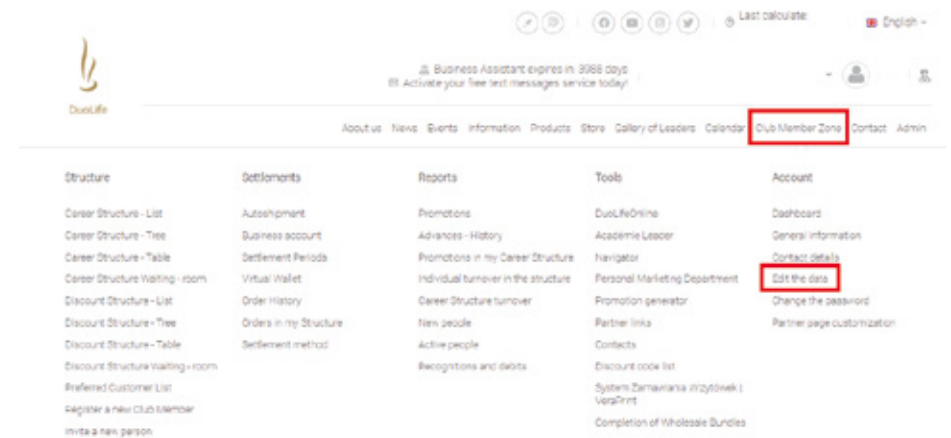 Last calculate:
English
Business Assistant expires in: 3988 days
Activate your free text messages service today!
DuoLife
About us News Events Information Products Store Gallery of Leaders Calendar Club Member Zone Contact Admin
Structure
Career Structure - List
Career Structure - Tree
Career Structure - Table
Career Structure Waiting - room
Discount Structure - List
Discount Structure - Tree
Discount Structure - Table
Discount Structure Waiting - room
Preferred Customer List
Register a new Club Member
Invite a new person
Settlements
Autoshipment
Business account
Settlement Periods
Virtual Wallet
Order History
Orders in my Structure
Settlement method
Reports
Promotions
Advances - History
Promotions in my Career Structure
Individual turnover in the structure
Career Structure turnover
New people
Active people
Recognitions and debits
Tools
DuoLifeOnline
Academie Leader
Navigator
Personal Marketing Department
Promotion generator
Partner links
Contacts
Discount code list
System Zamawiania Wizytówek |
VeraPrint
Completion of Wholesale Bundles
Account
Dashboard
General Information
Contact details
Edit the data
Change the password
Partner page customization